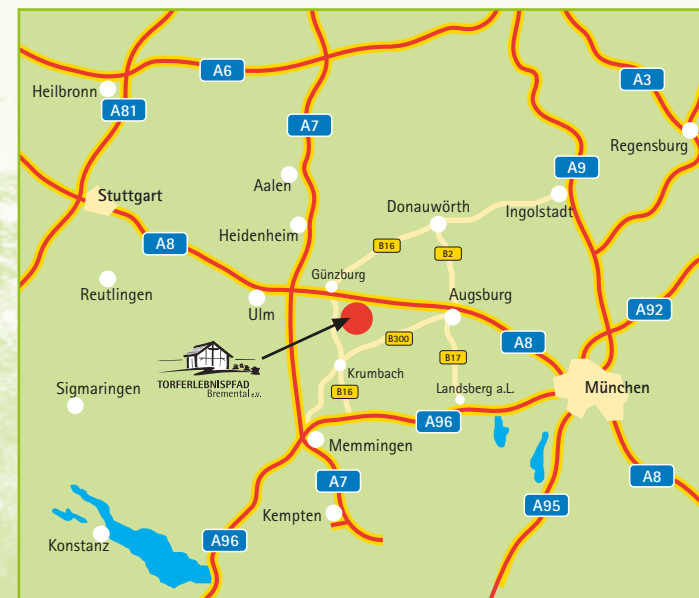 A6
A3
Heilbronn
A81
A7
Regensburg
A9
Aalen
Stuttgart
Donauwörth
Ingolstadt
Heidenheim
A8
B16
B2
Günzburg
Reutlingen
Ulm
Augsburg
A92
B300
A8
TORFERLEBNISPFAD
Bremental e.V.
Krumbach
B17
Sigmaringen
B16
Landsberg a.L.
München
A96
Memmingen
A7
A8
A95
Kempten
Konstanz
A96